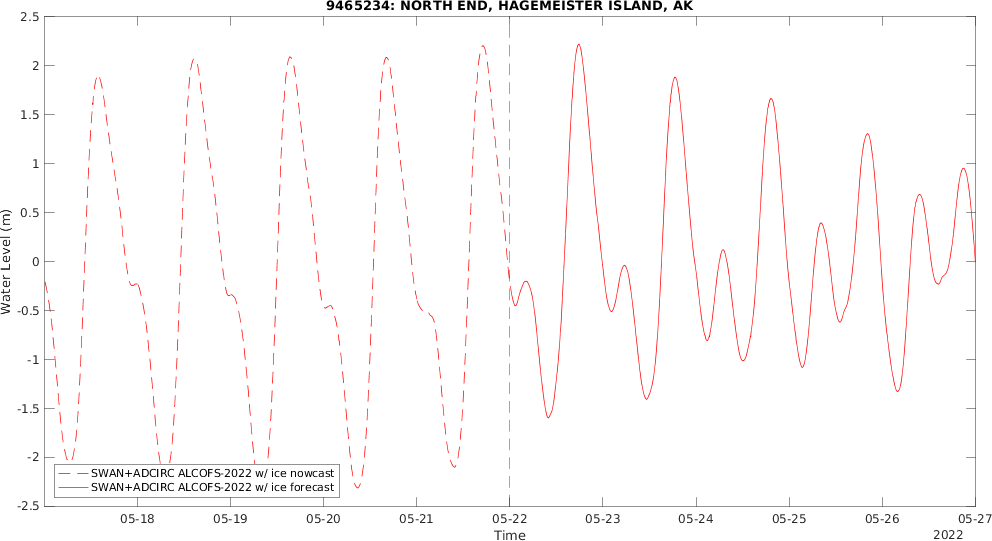 9465234: NORTH END, HAGEMEISTER ISLAND, AK
2.5
2
1.5
1
0.5
0
-0.5
-1
-1.5
-2
-2.5
Water Level (m)
SWAN+ADCIRC ALCOFS-2022 w/ ice nowcast
SWAN+ADCIRC ALCOFS-2022 w/ ice forecast
05-18 05-19 05-20 05-21 05-22 05-23 05-24 05-25 05-26 05-27
Time
2022